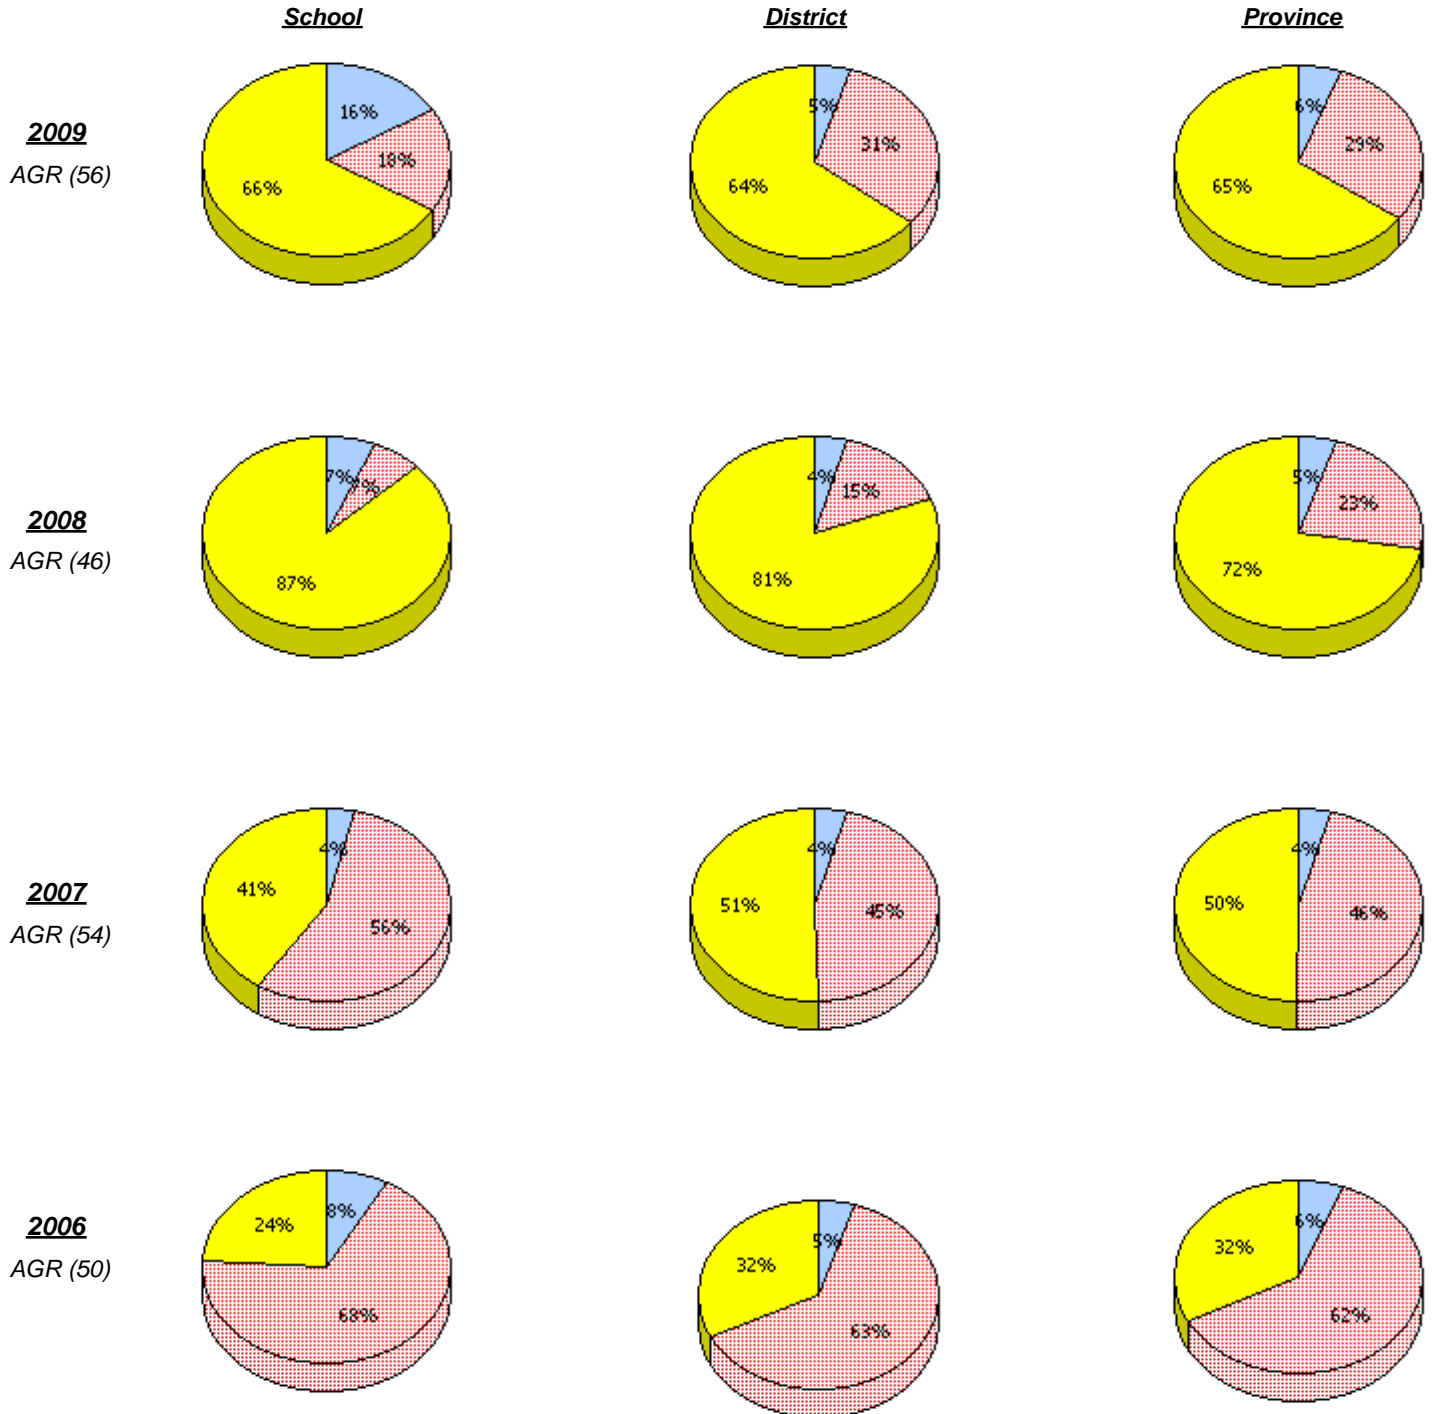 School District Province
2009
AGR (56)
16% 18% 66%
5% 31% 64%
6% 29% 65%
2008
AGR (46)
7% 7% 87%
4% 15% 81%
5% 23% 72%
2007
AGR (54)
4% 41% 56%
4% 51% 45%
4% 50% 46%
2006
AGR (50)
8% 24% 68%
5% 32% 63%
6% 32% 62%